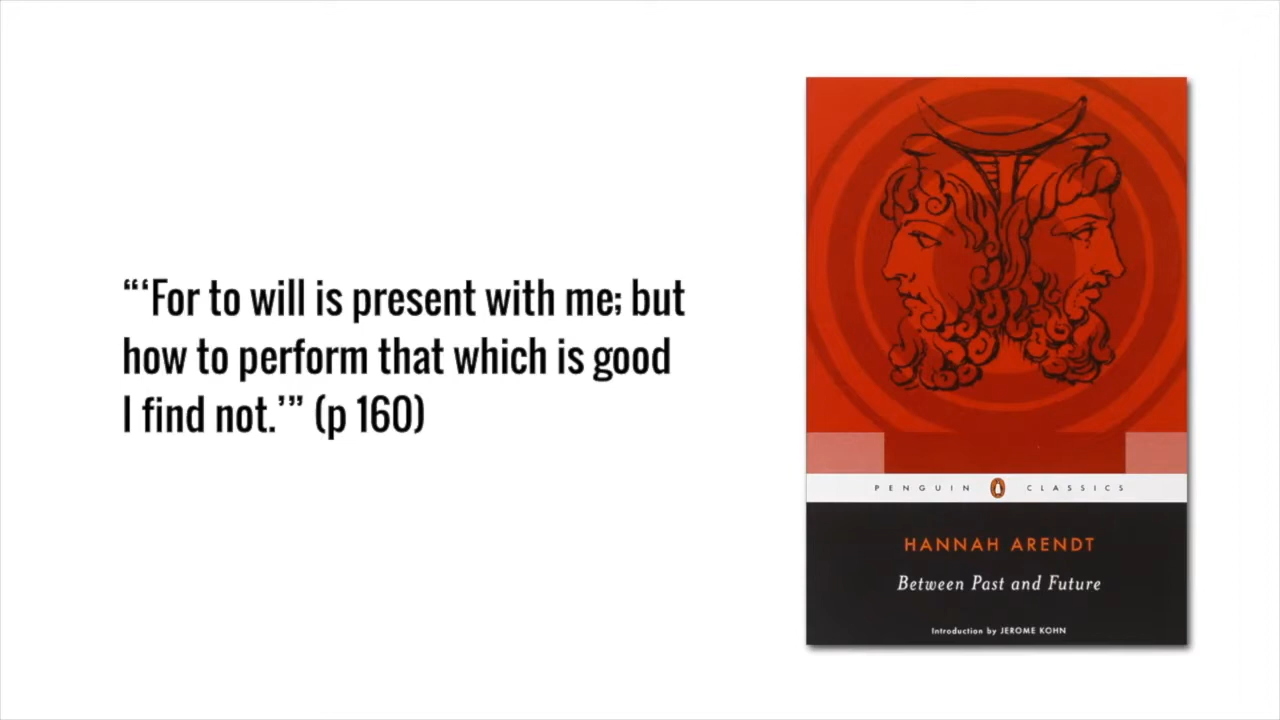 “‘For to will is present with me; but
how to perform that which is good
I find not.’” (p 160)
PENGUIN CLASSICS
HANNAH ARENDT
Between Past and Future
Introduction by JEROME KOHN